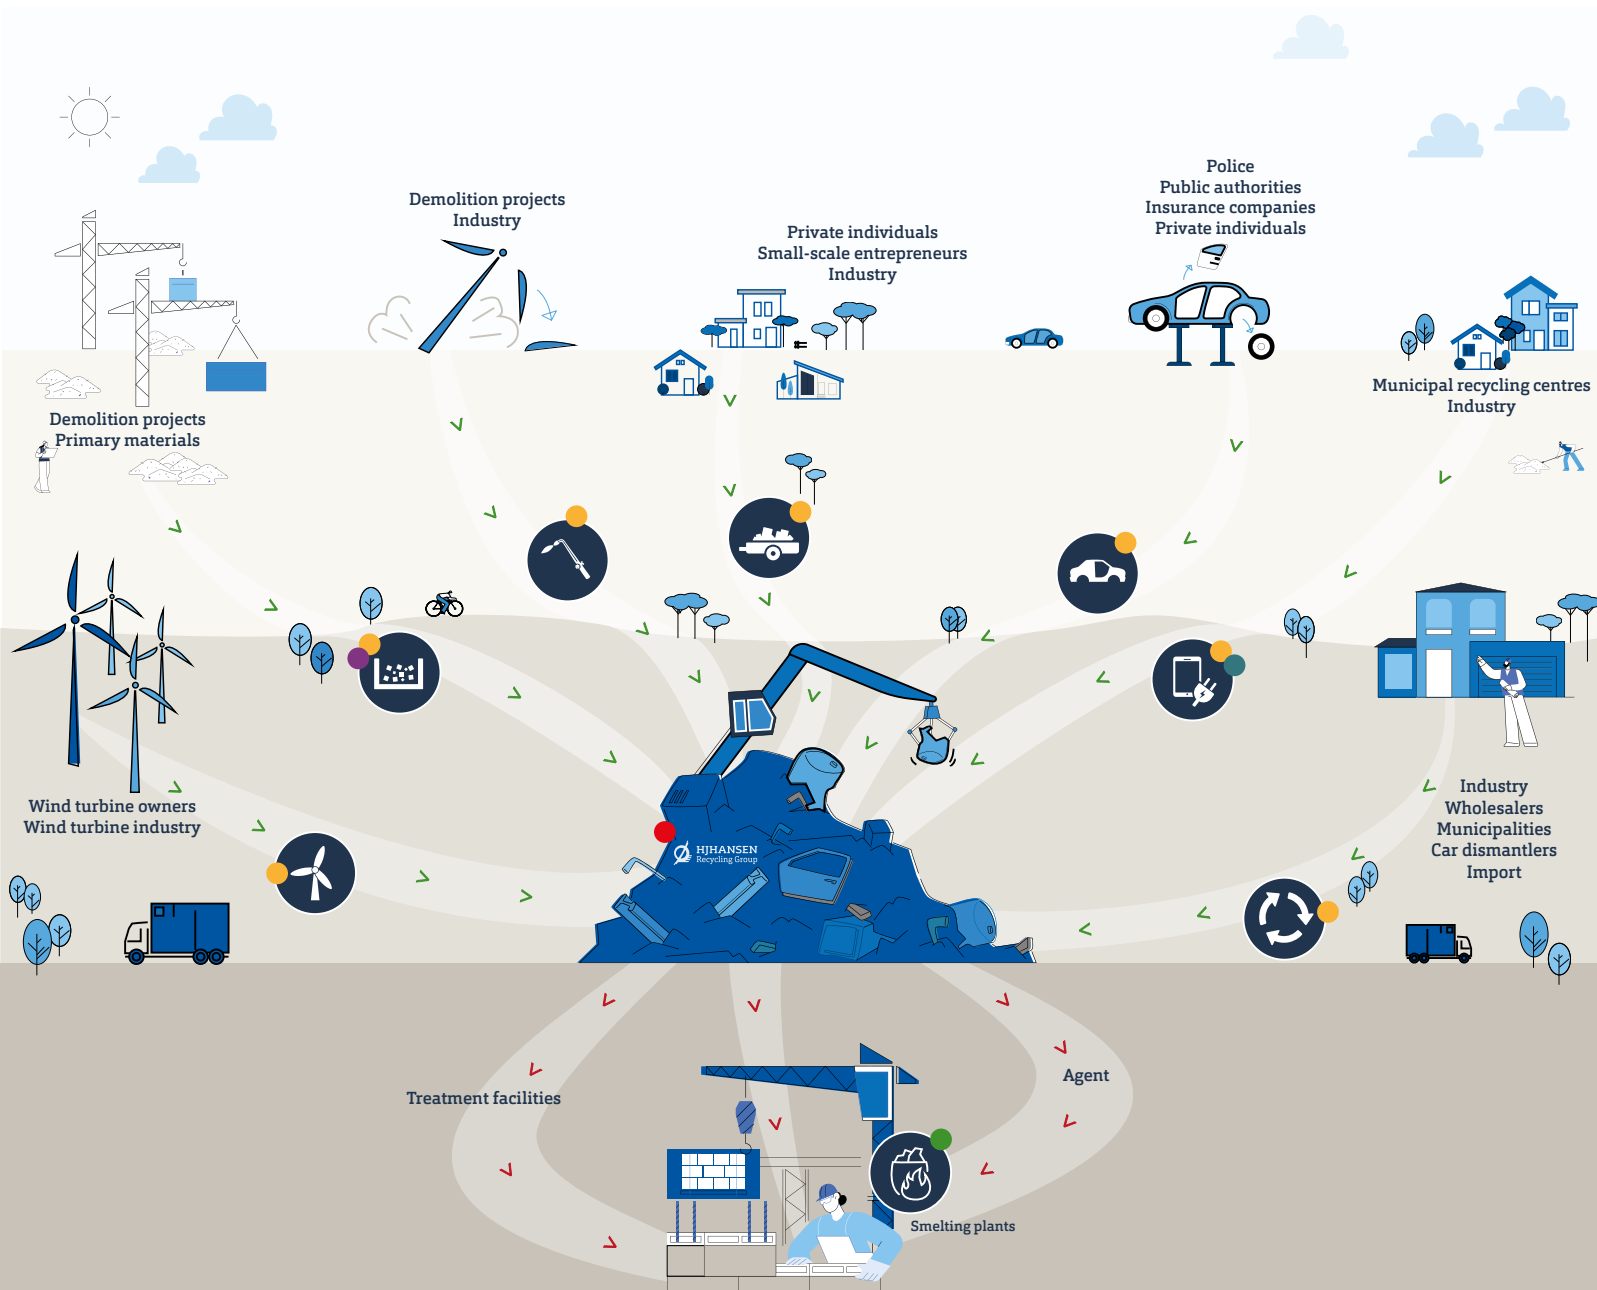 Police
Public authorities
Insurance companies
Private individuals
Demolition projects
Industry
Private individuals
Small-scale entrepreneurs
Industry
Municipal recycling centres
Industry
Demolition projects
Primary materials
Wind turbine owners
Wind turbine industry
Industry
Wholesalers
Municipalities
Car dismantlers
Import
HJHANSEN
Recycling Group
Agent
Treatment facilities
Smelting plants